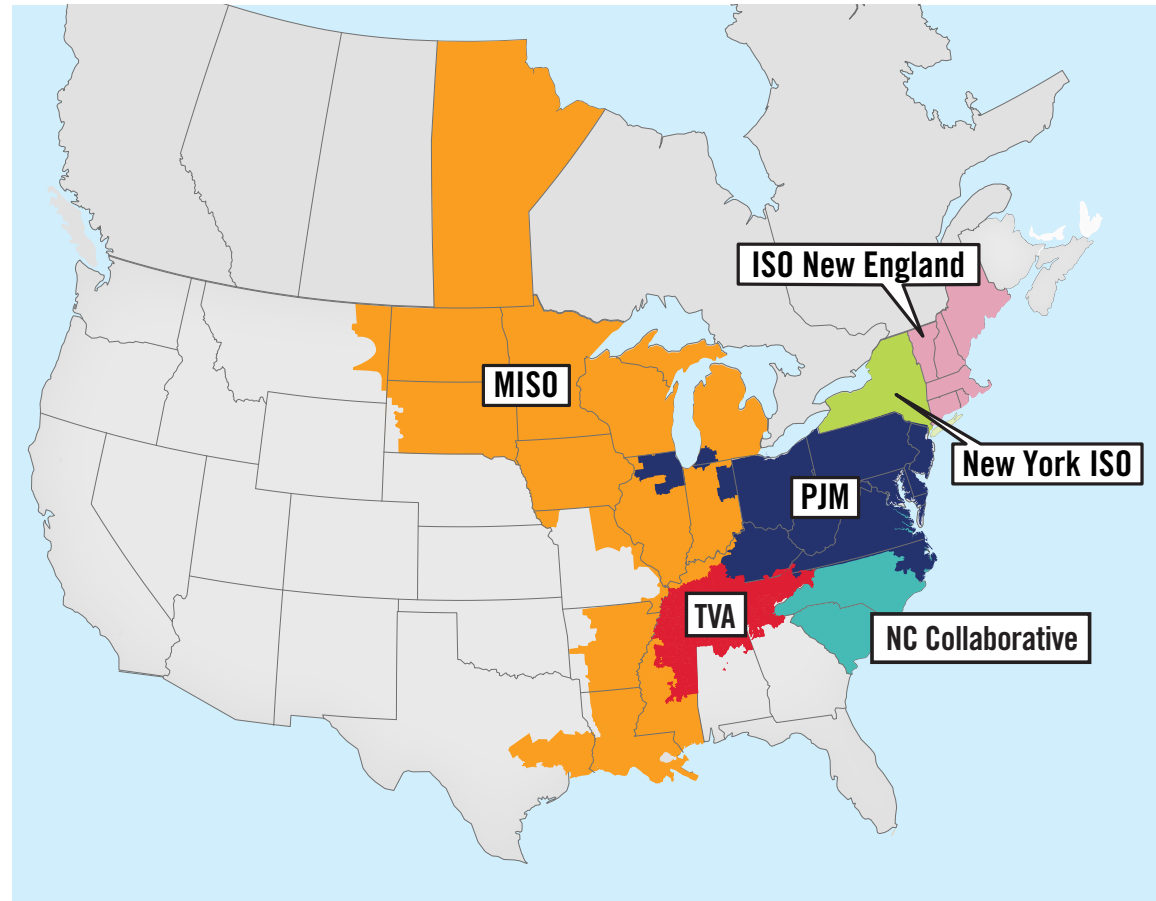 ISO New England
MISO
New York ISO
PJM
TVA
NC Collaborative